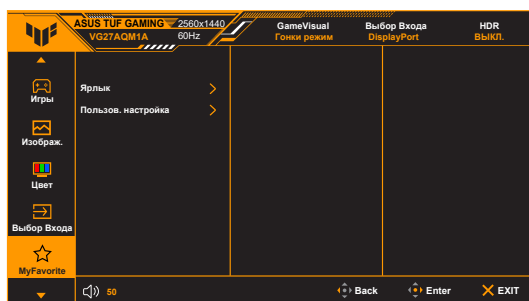 ASUS TUF GAMING 2560x1440
VG27AQM1A 60Hz
GameVisual
Гонки режим
Выбор Входа
DisplayPort
HDR
ВЫКЛ.
Игры
Изображ.
Цвет
Выбор Входа
MyFavorite
Ярлык
Пользов. настройка
50
Back
Enter
EXIT